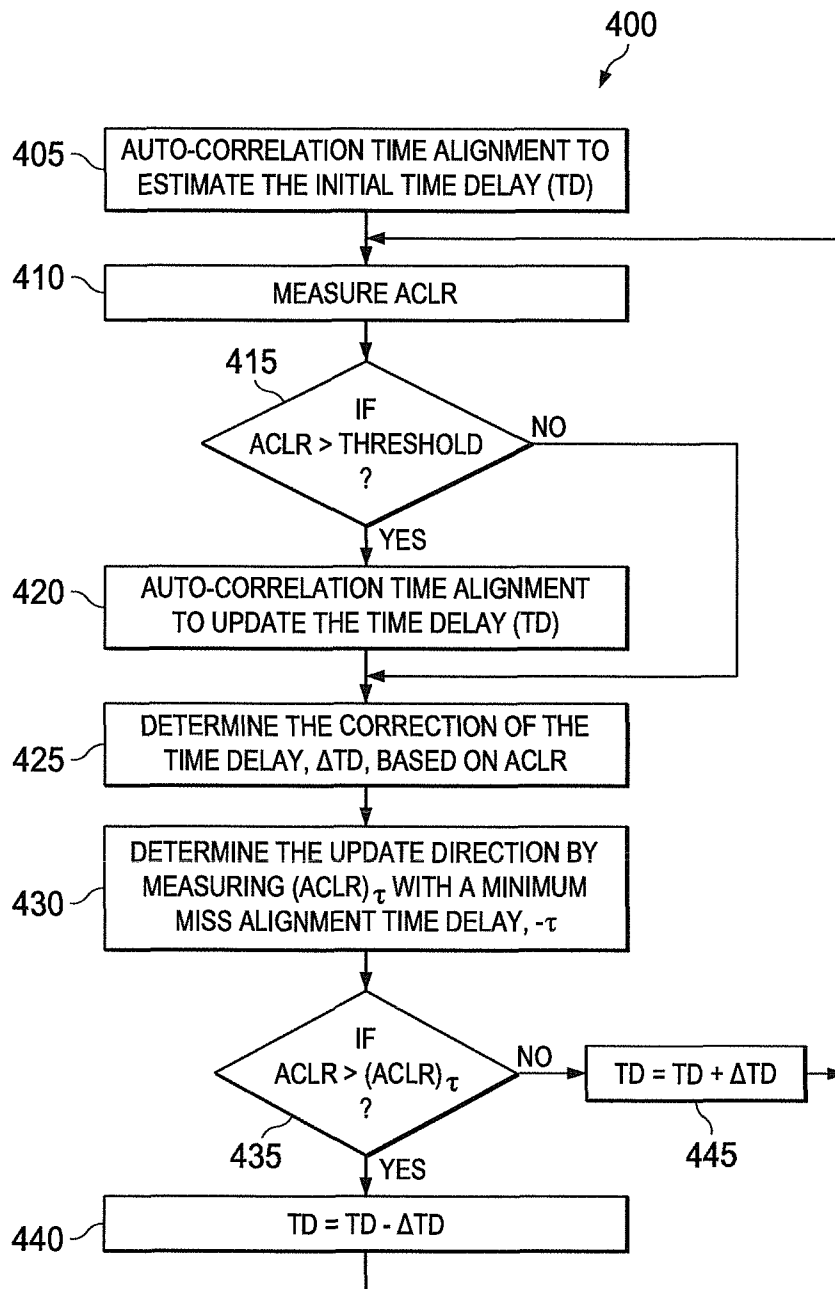 400
405
AUTO-CORRELATION TIME ALIGNMENT TO
ESTIMATE THE INITIAL TIME DELAY (TD)
410
MEASURE ACLR
415
IF
ACLR > THRESHOLD
?
NO
YES
420
AUTO-CORRELATION TIME ALIGNMENT
TO UPDATE THE TIME DELAY (TD)
425
DETERMINE THE CORRECTION OF THE
TIME DELAY, ΔTD, BASED ON ACLR
430
DETERMINE THE UPDATE DIRECTION BY
MEASURING (ACLR)τ WITH A MINIMUM
MISS ALIGNMENT TIME DELAY, -τ
IF
ACLR > (ACLR)τ
?
NO
TD = TD + ΔTD
435
445
YES
440
TD = TD - ΔTD